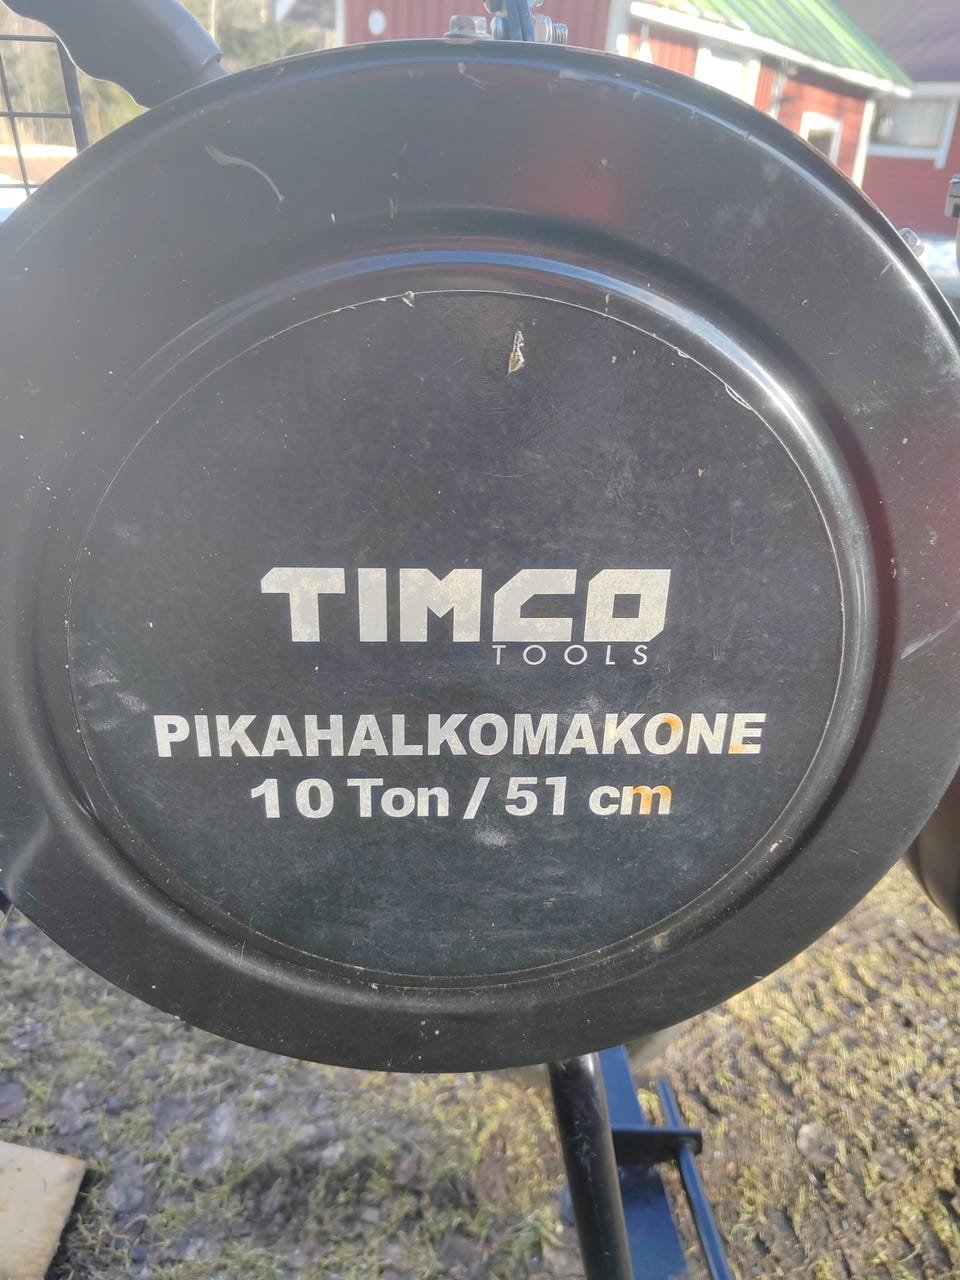 TIMCO
TOOLS
PIKAHALKOMAKONE
10 Ton / 51 cm